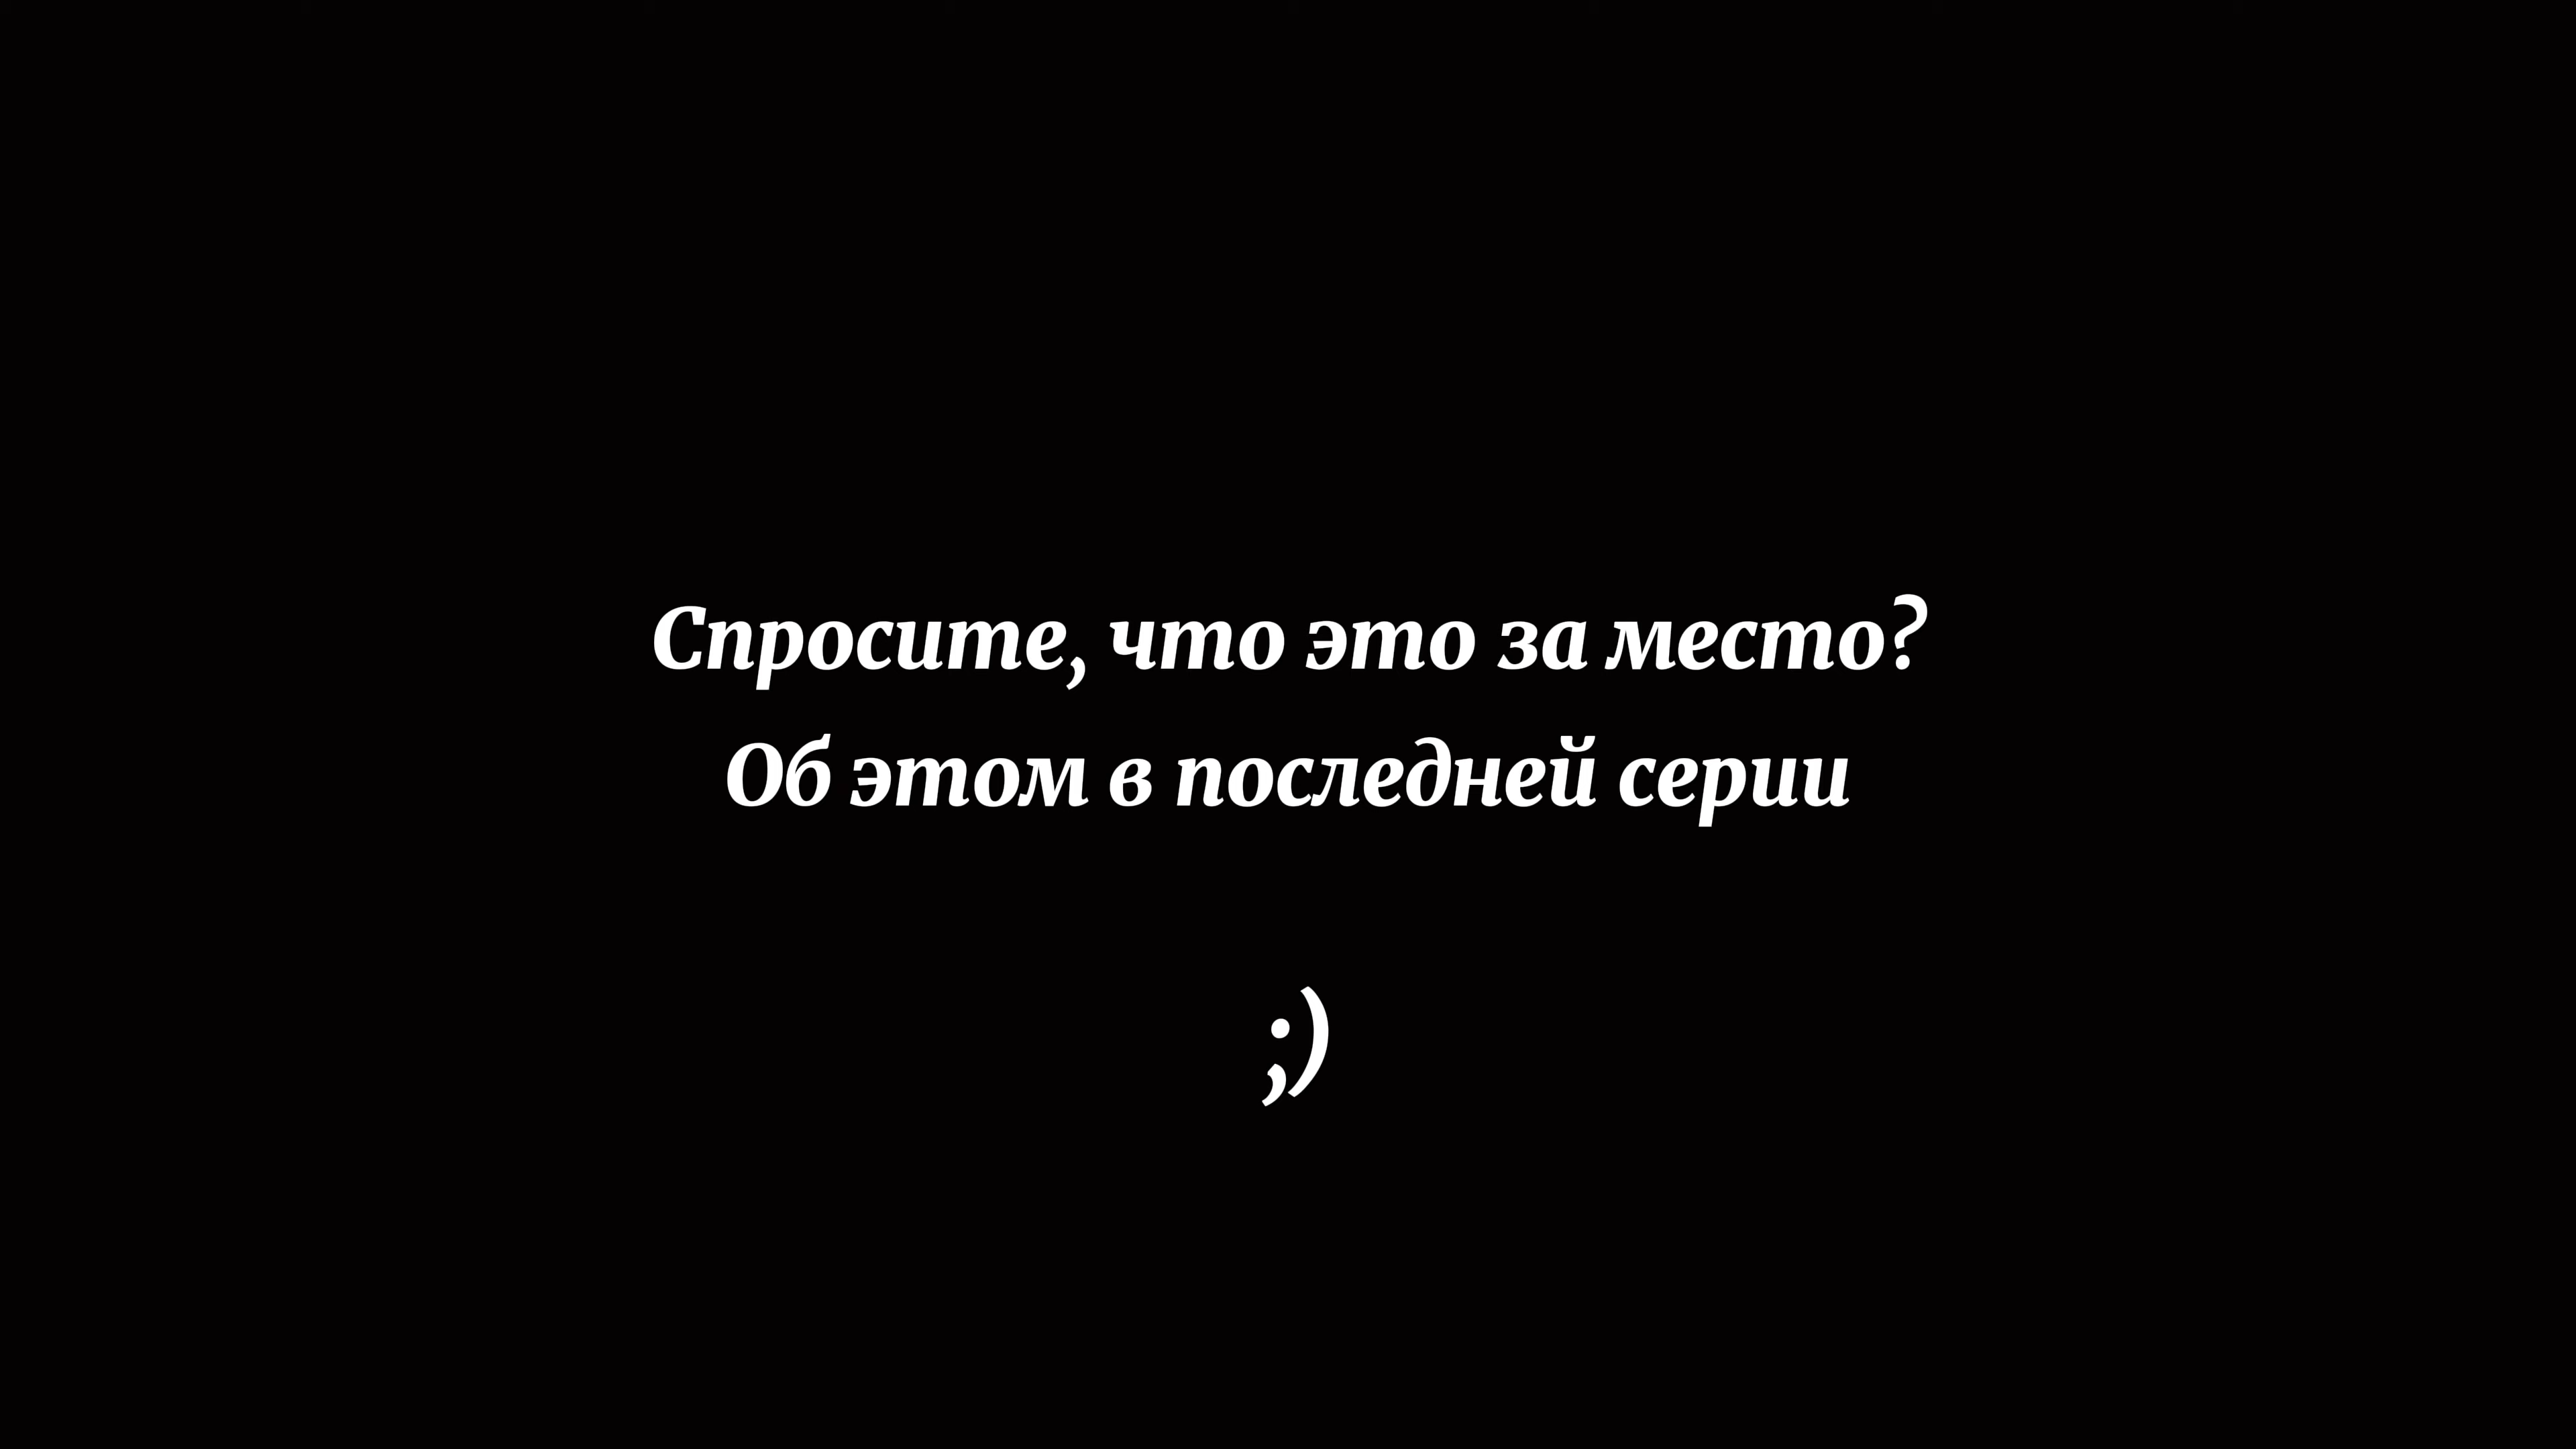 Спросите, что это за место?
Об этом в последней серии
;)